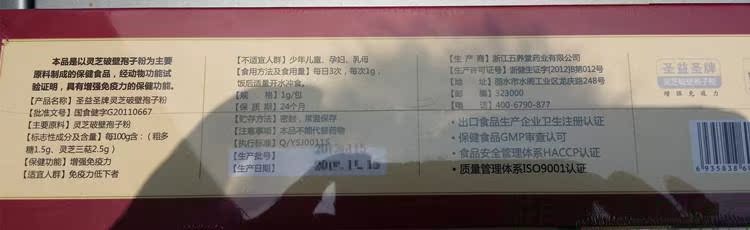 本品是以灵芝破壁孢子粉为主要
原料制成的保健食品，经动物功能试
验证明，具有增强免疫力的保健功能。
【产品名称】圣益圣牌灵芝破壁孢子粉
【批准文号】国食健字G20110667
【主要原料】灵芝破壁孢子粉
【标志性成分及含量】每100g含：（粗多
糖1.5g、灵芝三萜2.5g）
【保健功能】增强免疫力
【适宜人群】免疫力低下者
【不适宜人群】少年儿童、孕妇、乳母
【食用方法及食用量】每日3次，每次1g，
饭后适量开水冲食。
【规 格】1g/包
【保 质 期】24个月
【贮存方法】密封，常温保存
【注意事项】本品不能代替药物
【执行标准】Q/YSJ0011S
【生产批号】
【生产日期】
【生 产 商】浙江五养堂药业有限公司
【生产许可证号】浙健生证字[2012]B第012号
【地 址】丽水市水阁工业区龙庆路248号
【邮 编】323000
【电 话】400-6790-877
• 出口食品生产企业卫生注册认证
• 保健食品GMP审查认可
• 食品安全管理体系HACCP认证
• 质量管理体系ISO9001认证
圣益圣牌
灵芝破壁孢子粉
增强免疫力